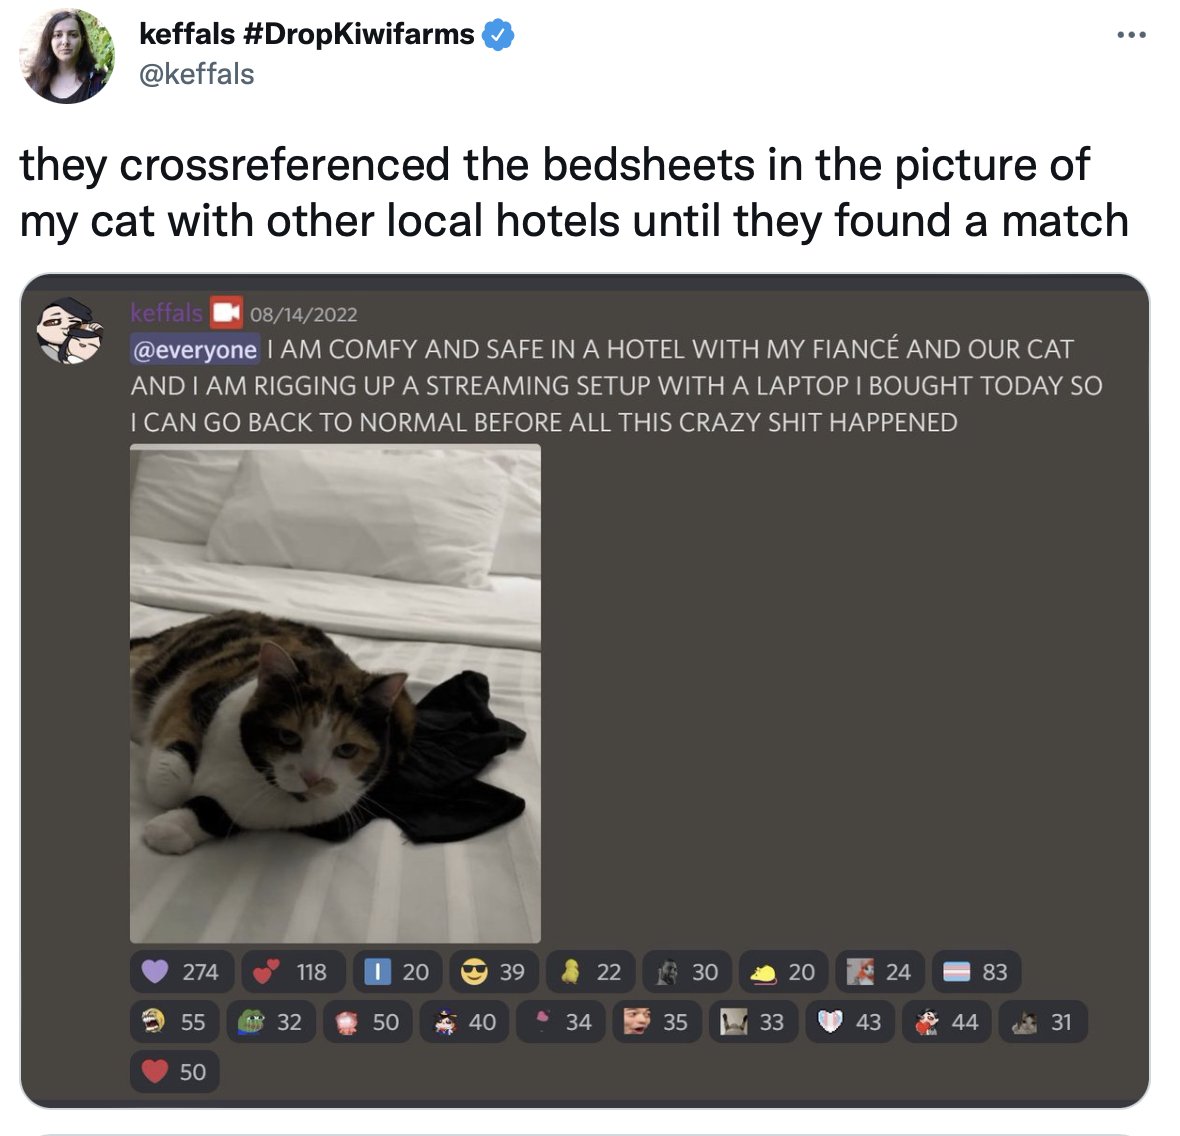 keffals #DropKiwifarms
@keffals
they crossreferenced the bedsheets in the picture of
my cat with other local hotels until they found a match
keffals 08/14/2022
@everyone I AM COMFY AND SAFE IN A HOTEL WITH MY FIANCÉ AND OUR CAT
AND I AM RIGGING UP A STREAMING SETUP WITH A LAPTOP I BOUGHT TODAY SO
I CAN GO BACK TO NORMAL BEFORE ALL THIS CRAZY SHIT HAPPENED
274 118 I 20 39 22 30 20 24 83
55 32 50 40 34 35 33 43 44 31
50